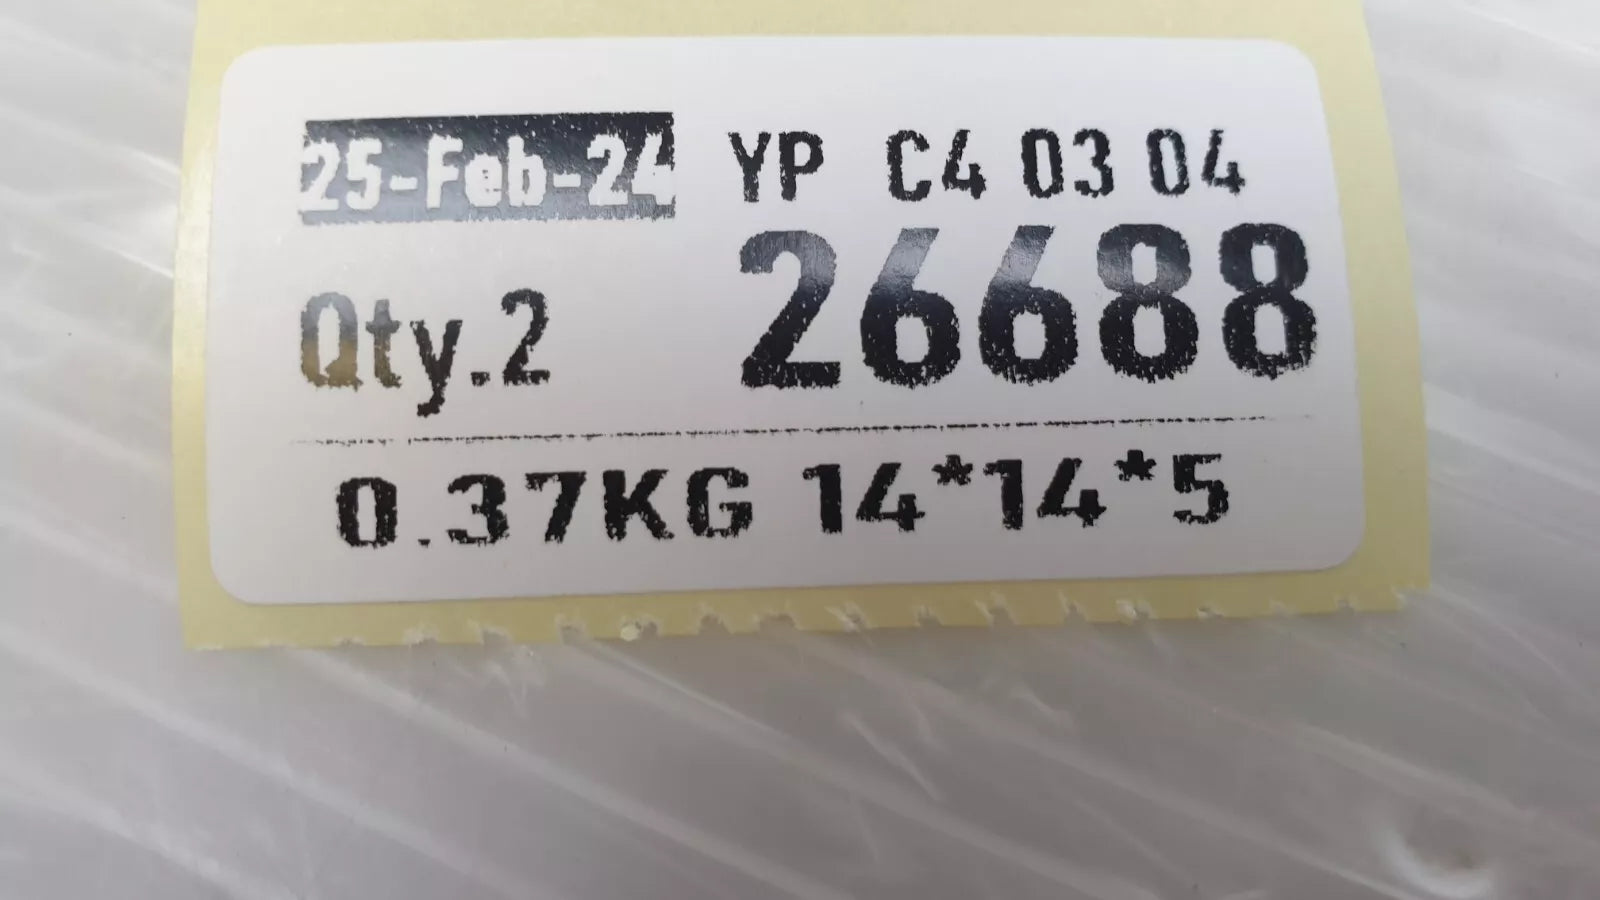 25-Feb-24 YP C4 03 04
Qty.2 26688
0.37KG 14*14*5